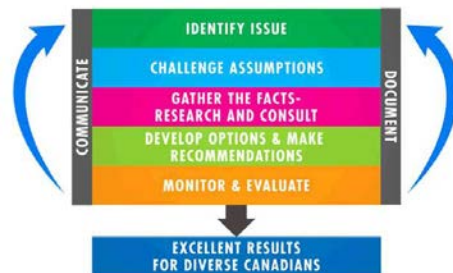 IDENTIFY ISSUE
CHALLENGE ASSUMPTIONS
GATHER THE FACTS-
RESEARCH AND CONSULT
DEVELOP OPTIONS & MAKE
RECOMMENDATIONS
MONITOR & EVALUATE
COMMUNICATE
DOCUMENT
EXCELLENT RESULTS
FOR DIVERSE CANADIANS